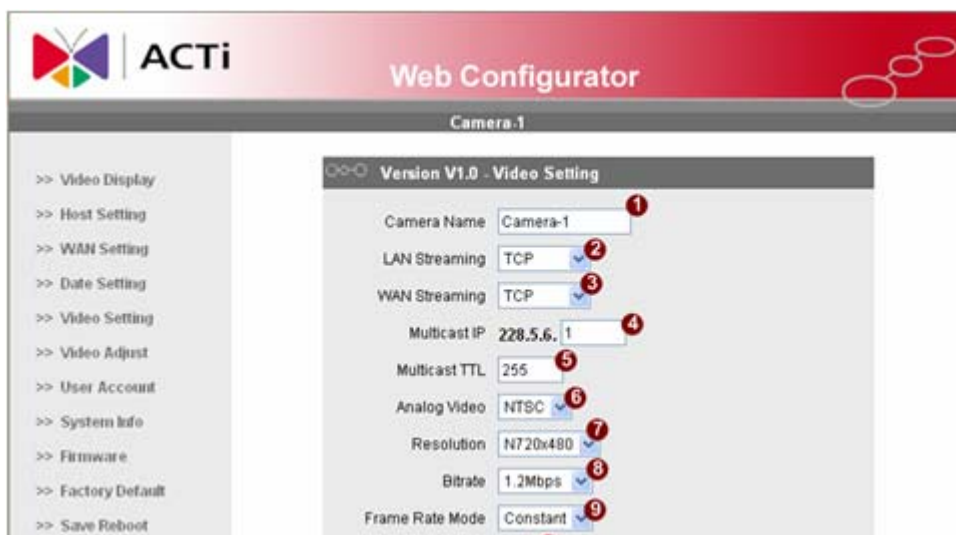 ACTi
Web Configurator
Camera-1
>> Video Display
>> Host Setting
>> WAN Setting
>> Date Setting
>> Video Setting
>> Video Adjust
>> User Account
>> System Info
>> Firmware
>> Factory Default
>> Save Reboot
Version V1.0 - Video Setting
Camera Name Camera-1 1
LAN Streaming TCP 2
WAN Streaming TCP 3
Multicast IP 228.5.6. 1 4
Multicast TTL 255 5
Analog Video NTSC 6
Resolution N720x480 7
Bitrate 1.2Mbps 8
Frame Rate Mode Constant 9